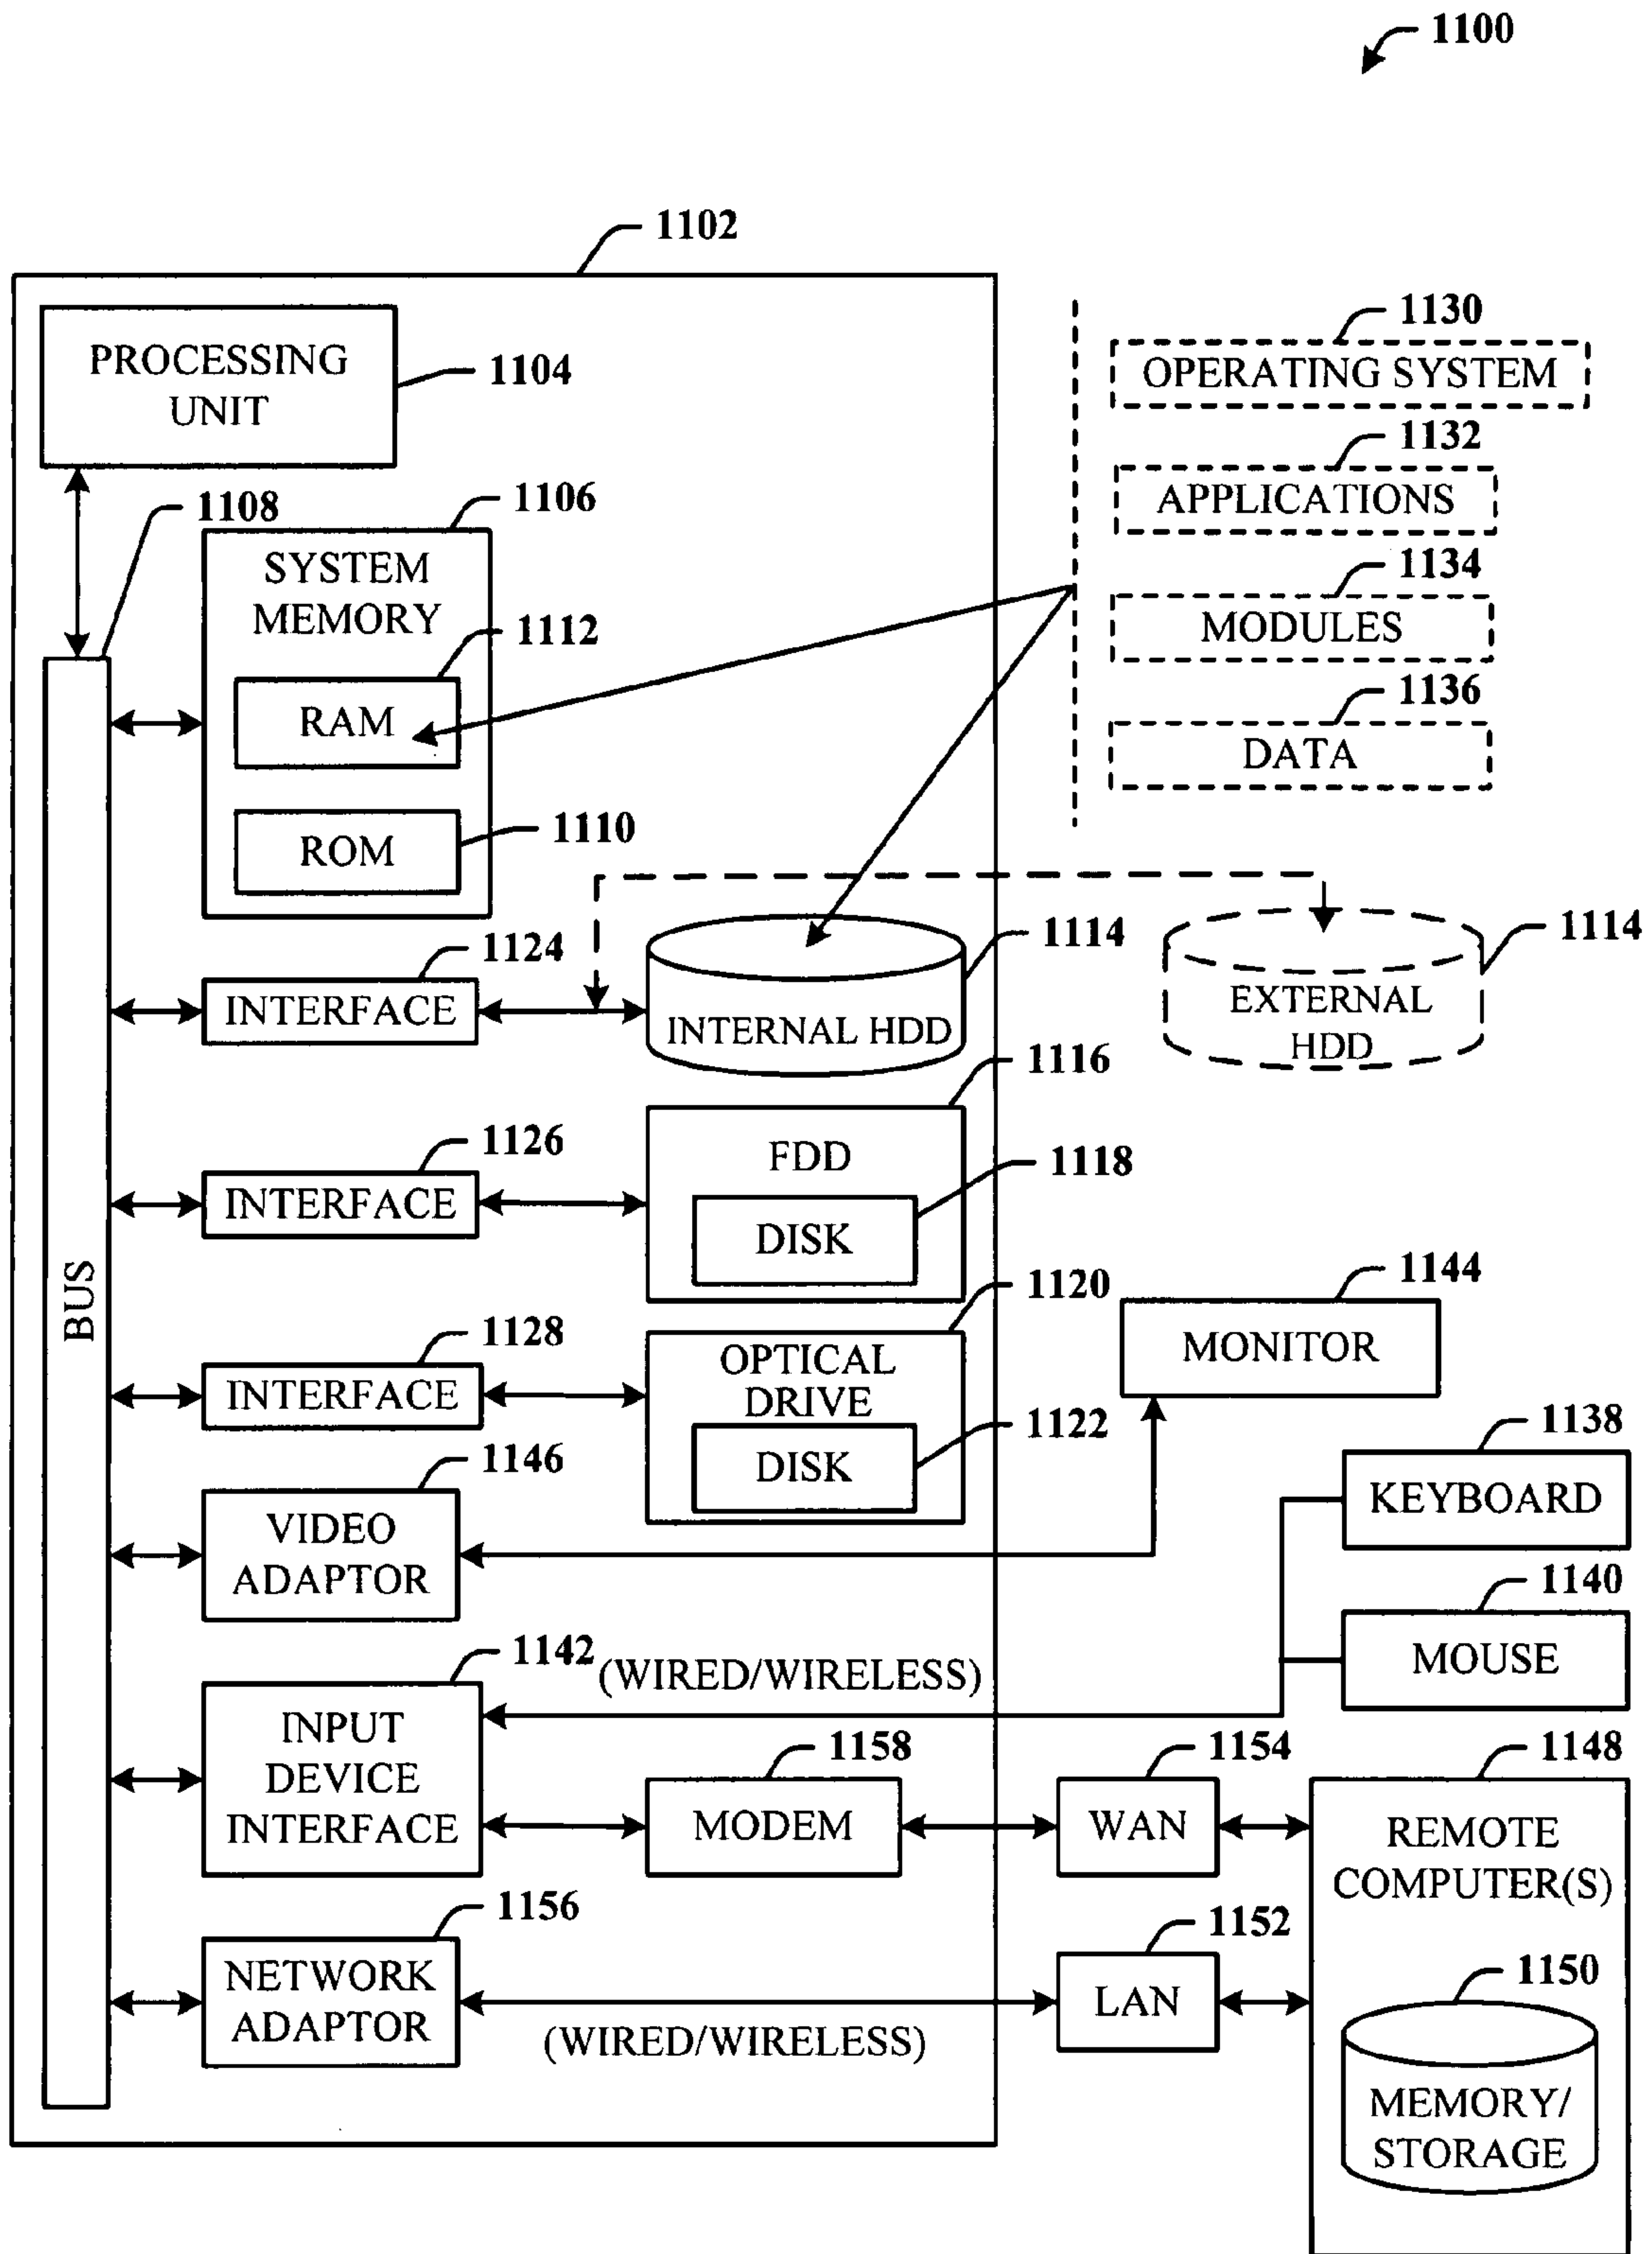 1100
1102
PROCESSING
UNIT
1104
1130
OPERATING SYSTEM
1132
APPLICATIONS
1134
MODULES
1136
DATA
1108
1106
SYSTEM
MEMORY
1112
RAM
1110
ROM
1124
INTERFACE
1114
INTERNAL HDD
1114
EXTERNAL
HDD
1126
INTERFACE
1116
FDD
1118
DISK
BUS
1128
INTERFACE
1120
OPTICAL
DRIVE
1122
DISK
1144
MONITOR
1146
VIDEO
ADAPTOR
1138
KEYBOARD
1140
MOUSE
1142
(WIRED/WIRELESS)
INPUT
DEVICE
INTERFACE
1158
MODEM
1154
WAN
1148
REMOTE
COMPUTER(S)
1156
NETWORK
ADAPTOR
(WIRED/WIRELESS)
1152
LAN
1150
MEMORY/
STORAGE